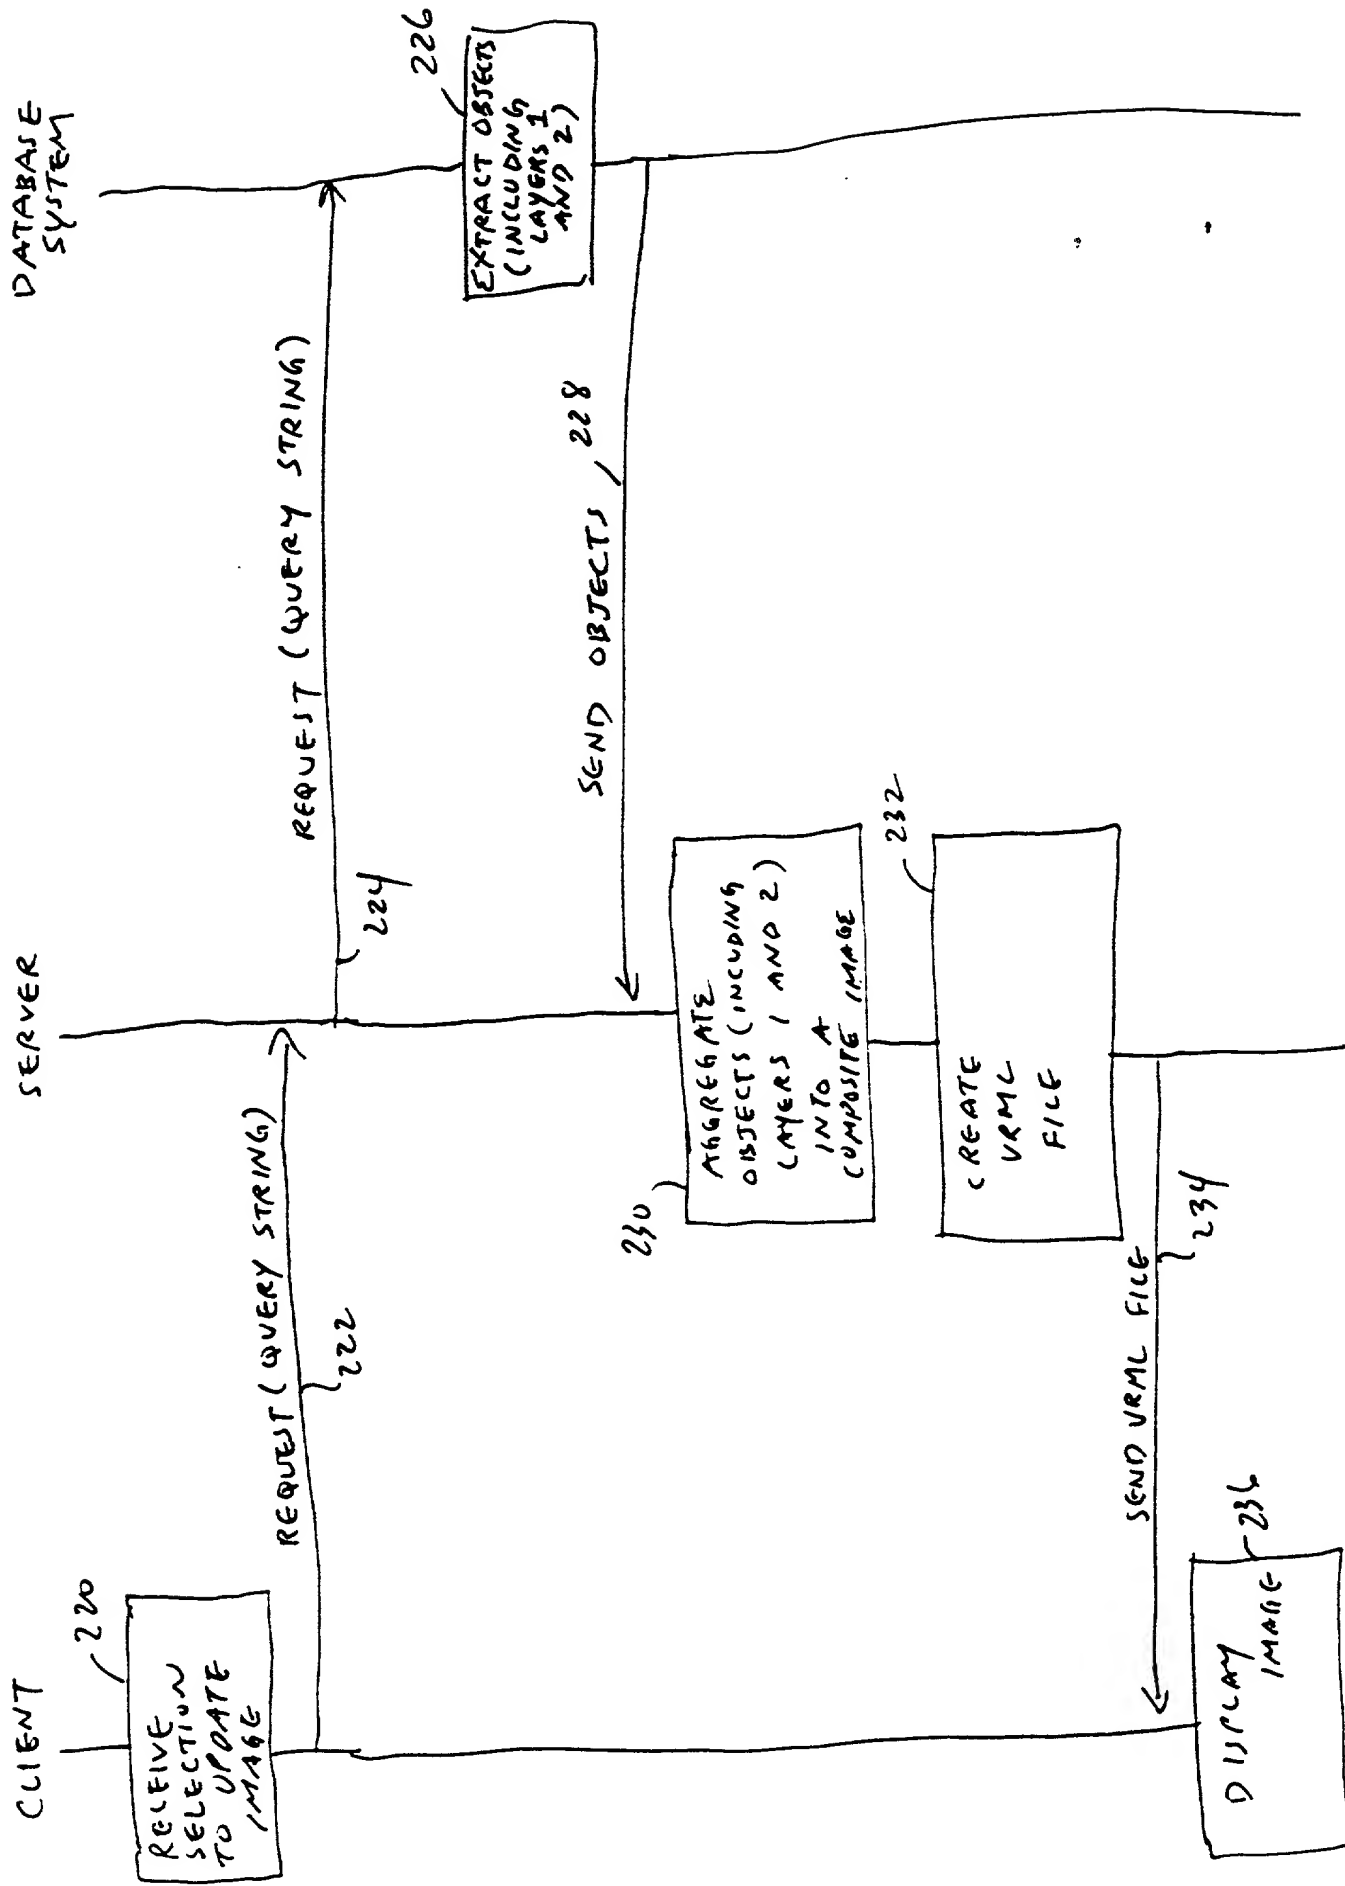 CLIENT
SERVER
DATABASE
SYSTEM
220
RECEIVE
SELECTION
TO UPDATE
IMAGE
REQUEST (QUERY STRING)
222
REQUEST (QUERY STRING)
224
226
EXTRACT OBJECTS
(INCLUDING
LAYERS 1
AND 2)
SEND OBJECTS
228
230
AGGREGATE
OBJECTS (INCLUDING
LAYERS 1 AND 2)
INTO A
COMPOSITE IMAGE
232
CREATE
VRML
FILE
SEND VRML FILE
234
DISPLAY
IMAGE
236